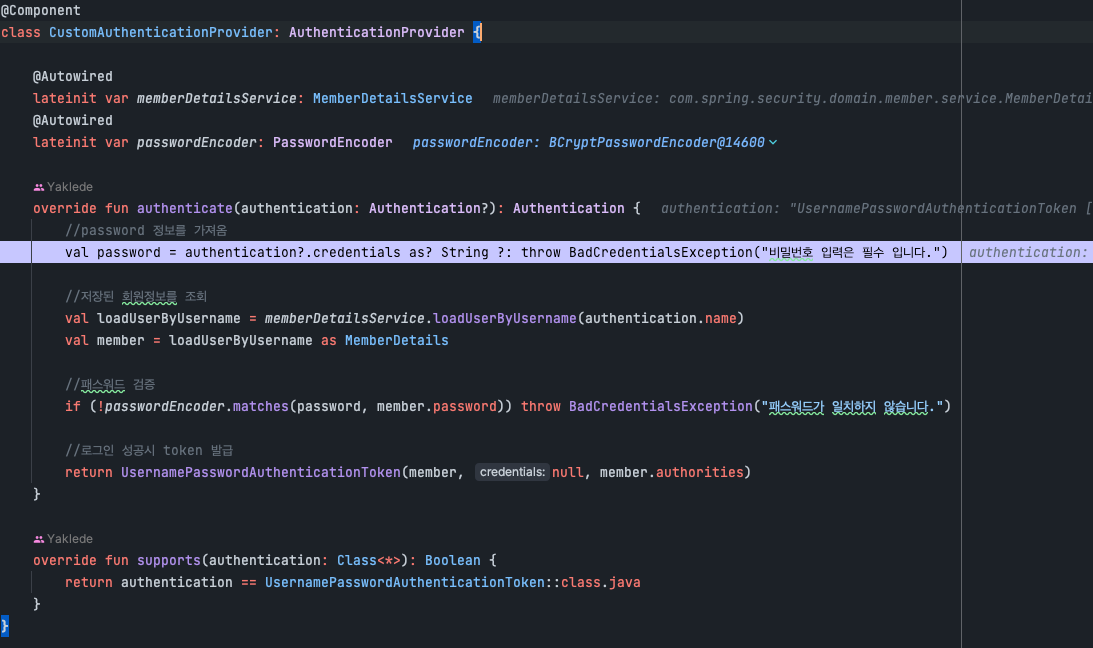 @Component
class CustomAuthenticationProvider: AuthenticationProvider {
@Autowired
lateinit var memberDetailsService: MemberDetailsService memberDetailsService: com.spring.security.domain.member.service.MemberDetai
@Autowired
lateinit var passwordEncoder: PasswordEncoder passwordEncoder: BCryptPasswordEncoder@14600
Yaklede
override fun authenticate(authentication: Authentication?): Authentication { authentication: "UsernamePasswordAuthenticationToken [
//password 정보를 가져옴
val password = authentication?.credentials as? String ?: throw BadCredentialsException("비밀번호 입력은 필수 입니다.") authentication:
//저장된 회원정보를 조회
val loadUserByUsername = memberDetailsService.loadUserByUsername(authentication.name)
val member = loadUserByUsername as MemberDetails
//패스워드 검증
if (!passwordEncoder.matches(password, member.password)) throw BadCredentialsException("패스워드가 일치하지 않습니다.")
//로그인 성공시 token 발급
return UsernamePasswordAuthenticationToken(member, credentials: null, member.authorities)
}
Yaklede
override fun supports(authentication: Class<*>): Boolean {
return authentication == UsernamePasswordAuthenticationToken::class.java
}
}